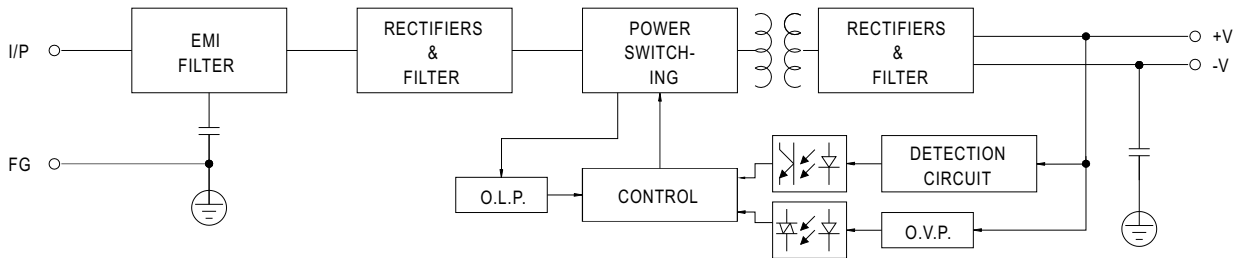 I/P
EMI
FILTER
RECTIFIERS
&
FILTER
POWER
SWITCH-
ING
RECTIFIERS
&
FILTER
+V
-V
FG
O.L.P.
CONTROL
DETECTION
CIRCUIT
O.V.P.